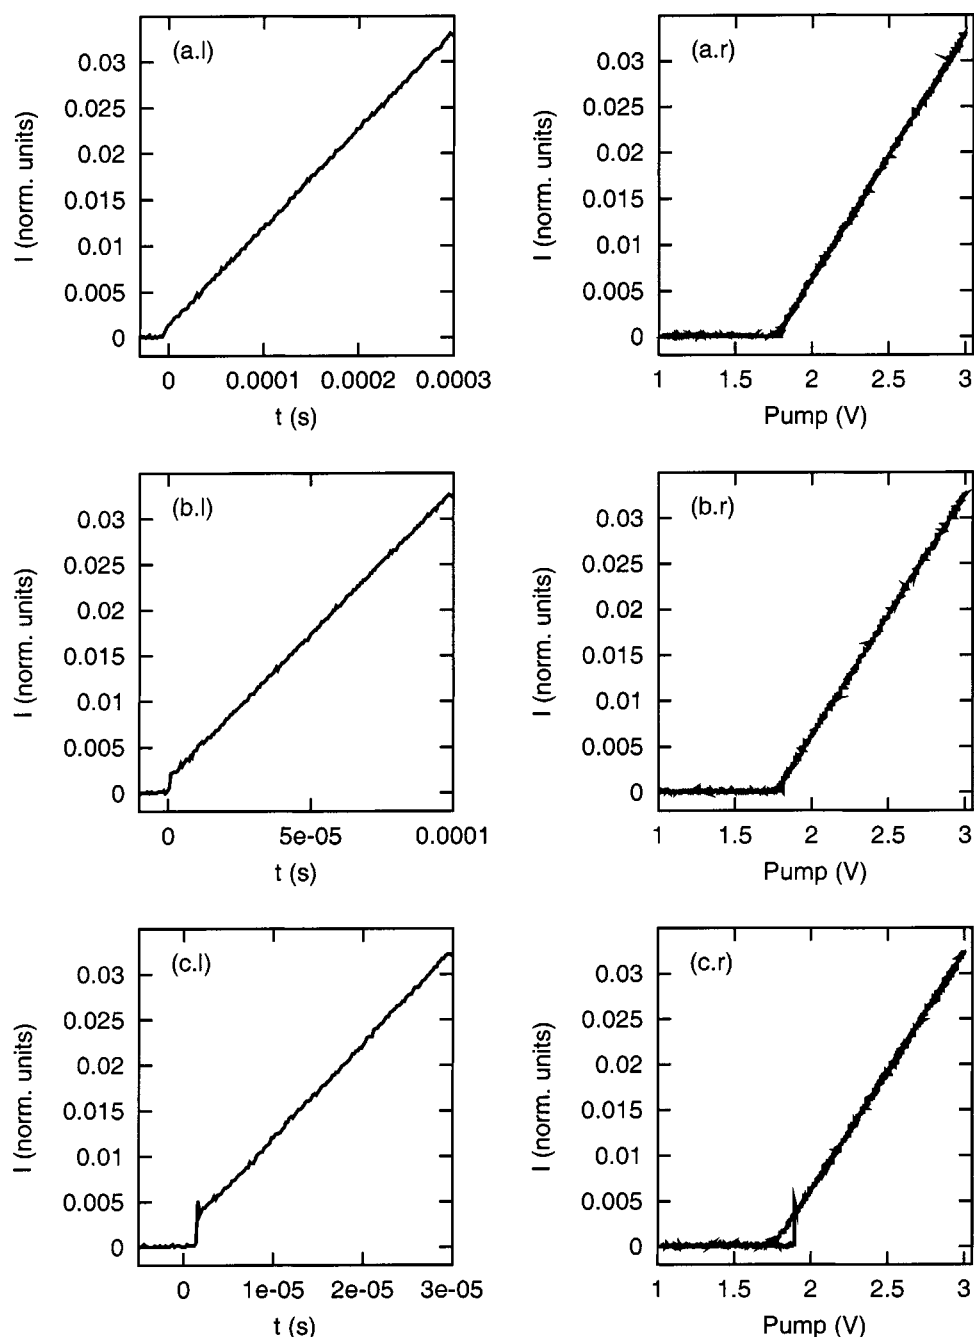 (a.l)
I (norm. units)
0.03
0.025
0.02
0.015
0.01
0.005
0
0 0.0001 0.0002 0.0003
t (s)
(a.r)
I (norm. units)
0.03
0.025
0.02
0.015
0.01
0.005
0
1 1.5 2 2.5 3
Pump (V)
(b.l)
I (norm. units)
0.03
0.025
0.02
0.015
0.01
0.005
0
0 5e-05 0.0001
t (s)
(b.r)
I (norm. units)
0.03
0.025
0.02
0.015
0.01
0.005
0
1 1.5 2 2.5 3
Pump (V)
(c.l)
I (norm. units)
0.03
0.025
0.02
0.015
0.01
0.005
0
0 1e-05 2e-05 3e-05
t (s)
(c.r)
I (norm. units)
0.03
0.025
0.02
0.015
0.01
0.005
0
1 1.5 2 2.5 3
Pump (V)